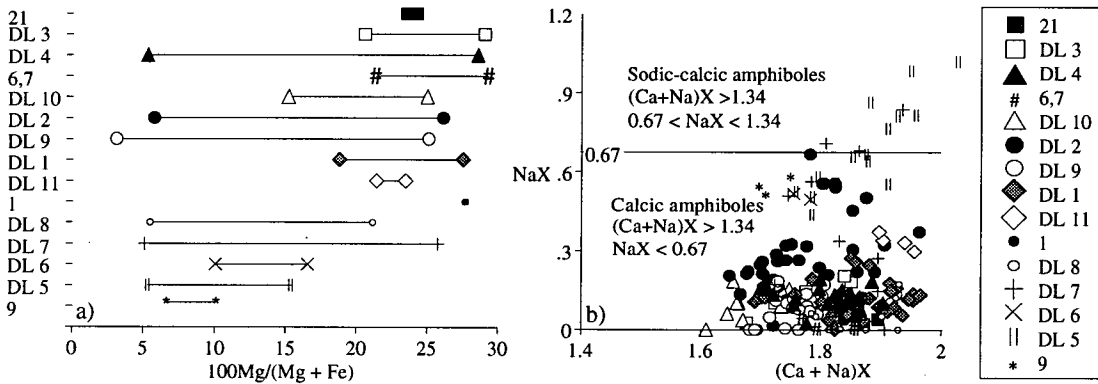 21
DL 3
DL 4
6,7
DL 10
DL 2
DL 9
DL 1
DL 11
1
DL 8
DL 7
DL 6
DL 5
9
a)
0 5 10 15 20 25 30
100Mg/(Mg + Fe)
1.2
.9
0.67
NaX
.6
.3
0
Sodic-calcic amphiboles
(Ca+Na)X >1.34
0.67 < NaX < 1.34
Calcic amphiboles
(Ca+Na)X > 1.34
NaX < 0.67
b)
1.4 1.6 1.8 2
(Ca + Na)X
21
DL 3
DL 4
# 6,7
DL 10
DL 2
DL 9
DL 1
DL 11
1
DL 8
DL 7
DL 6
DL 5
* 9